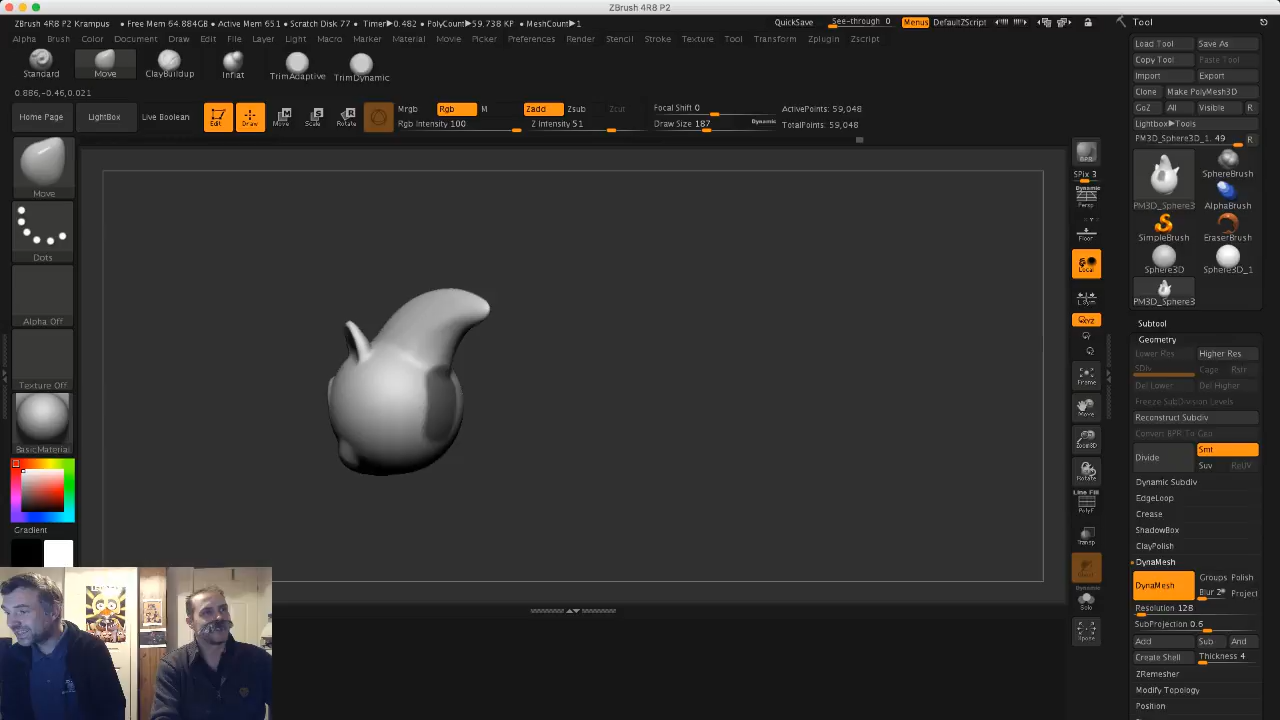 ZBrush 4R8 P2
ZBrush 4R8 P2 Krampus • Free Mem 64.884GB • Active Mem 651 • Scratch Disk 77 • Timer▶0.482 • PolyCount▶59,738 KP • MeshCount▶1
QuickSave See-through 0 Menus DefaultZScript
Tool
Alpha Brush Color Document Draw Edit File Layer Light Macro Marker Material Movie Picker Preferences Render Stencil Stroke Texture Tool Transform Zplugin Zscript
Load Tool Save As
Copy Tool Paste Tool
Import Export
Clone Make PolyMesh3D
GoZ All Visible R
Lightbox▶Tools
PM3D_Sphere3D_1. 49 R
Standard Move ClayBuildup Inflat TrimAdaptive TrimDynamic
0.886,-0.46,0.021
Home Page LightBox Live Boolean
Edit Draw Move Scale Rotate
Mrgb Rgb M
Rgb Intensity 100
Zadd Zsub Zcut
Z Intensity 51
Focal Shift 0
Draw Size 187 Dynamic
ActivePoints: 59,048
TotalPoints: 59,048
Move
Dots
Alpha Off
Texture Off
BasicMaterial
Gradient
BPR
SPix 3
Dynamic
Persp
Floor
Local
L.Sym
XYZ
Frame
Move
Zoom3D
Rotate
Line Fill
PolyF
Transp
Dynamic
Solo
Xpose
PM3D_Sphere3 SphereBrush
AlphaBrush
SimpleBrush EraserBrush
Sphere3D Sphere3D_1
PM3D_Sphere3
Subtool
Geometry
Lower Res Higher Res
SDiv Cage Rstr
Del Lower Del Higher
Freeze SubDivision Levels
Reconstruct Subdiv
Convert BPR To Geo
Divide Smt
Suv ReUV
Dynamic Subdiv
EdgeLoop
Crease
ShadowBox
ClayPolish
DynaMesh
DynaMesh Groups Polish
Blur 2 Project
Resolution 128
SubProjection 0.6
Add Sub And
Create Shell Thickness 4
ZRemesher
Modify Topology
Position